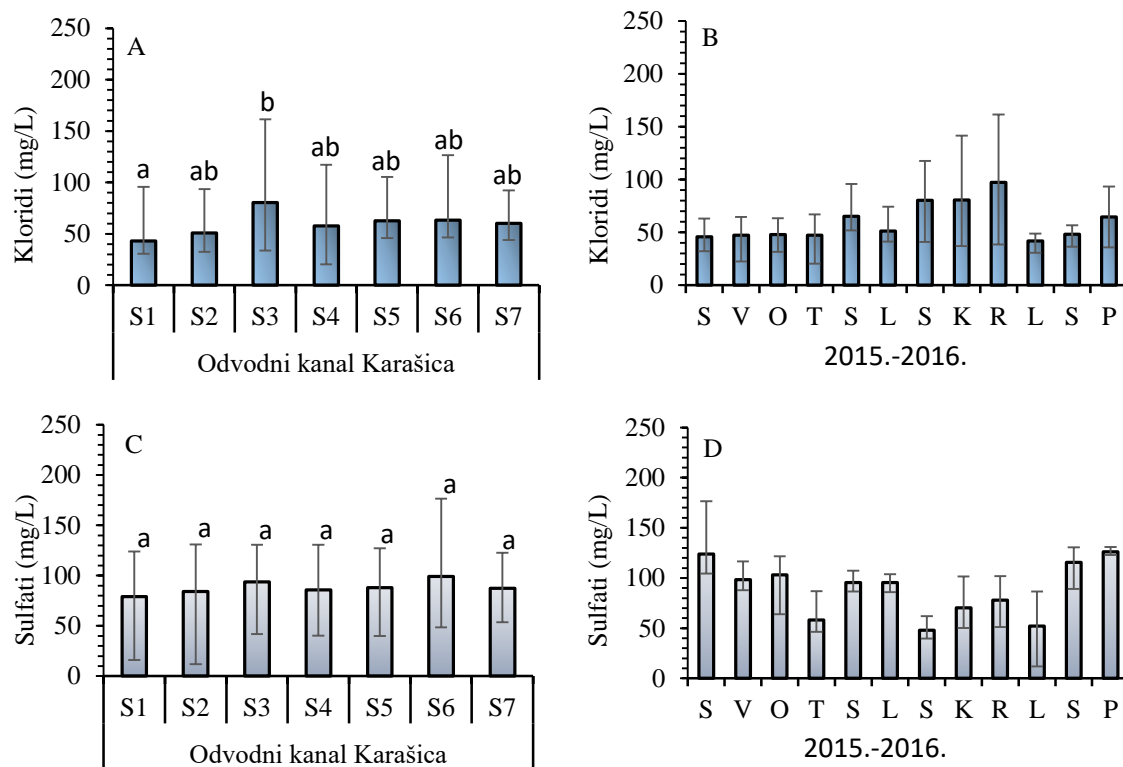 A
Kloridi (mg/L)
250
200
150
100
50
0
a
ab
b
ab
ab
ab
ab
S1 S2 S3 S4 S5 S6 S7
Odvodni kanal Karašica
B
Kloridi (mg/L)
250
200
150
100
50
0
S V O T S L S K R L S P
2015.-2016.
C
Sulfati (mg/L)
250
200
150
100
50
0
a
a
a
a
a
a
a
S1 S2 S3 S4 S5 S6 S7
Odvodni kanal Karašica
D
Sulfati (mg/L)
250
200
150
100
50
0
S V O T S L S K R L S P
2015.-2016.